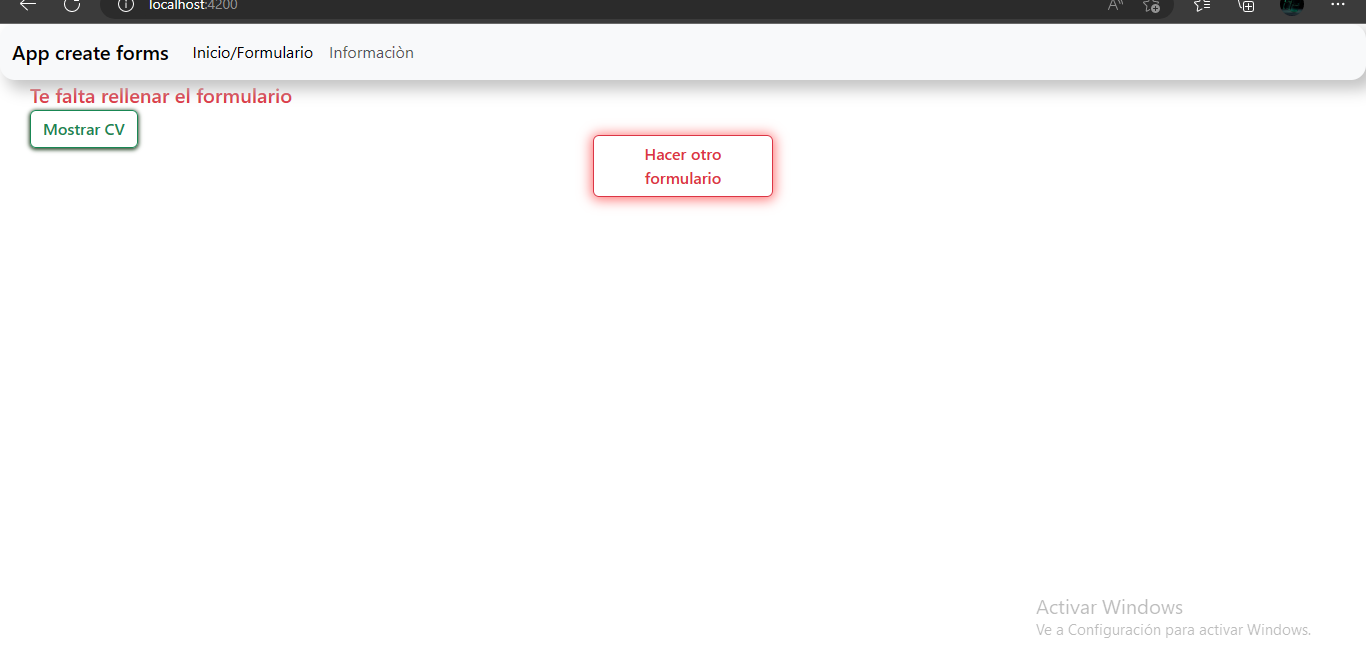 localhost:4200
App create forms Inicio/Formulario Informaciòn
Te falta rellenar el formulario
Mostrar CV
Hacer otro
formulario
Activar Windows
Ve a Configuración para activar Windows.